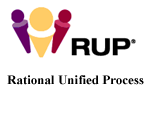 RUP®
Rational Unified Process